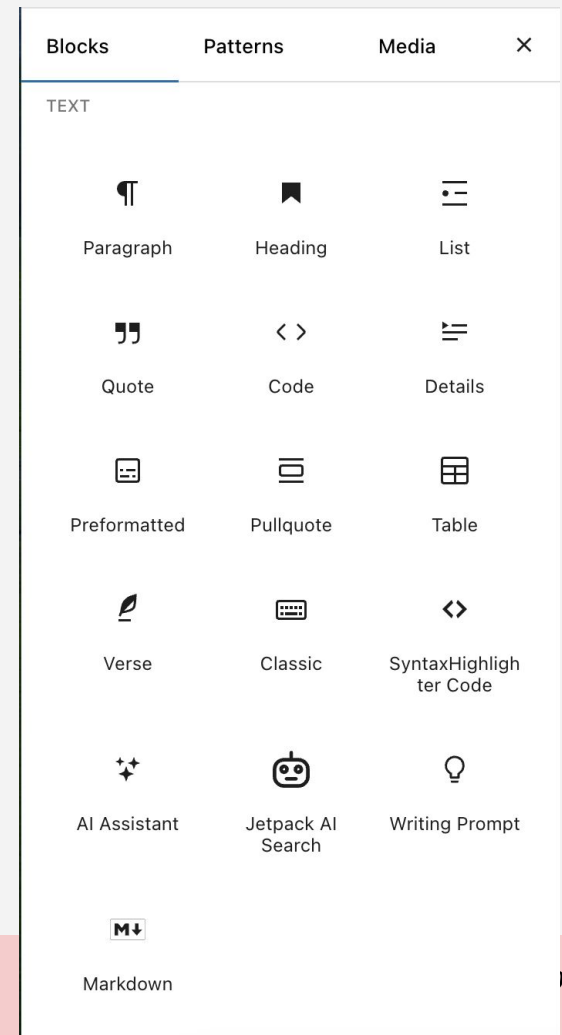 Blocks Patterns Media
TEXT
Paragraph Heading List
Quote Code Details
Preformatted Pullquote Table
Verse Classic SyntaxHighligh
ter Code
AI Assistant Jetpack AI Writing Prompt
Search
M
Markdown